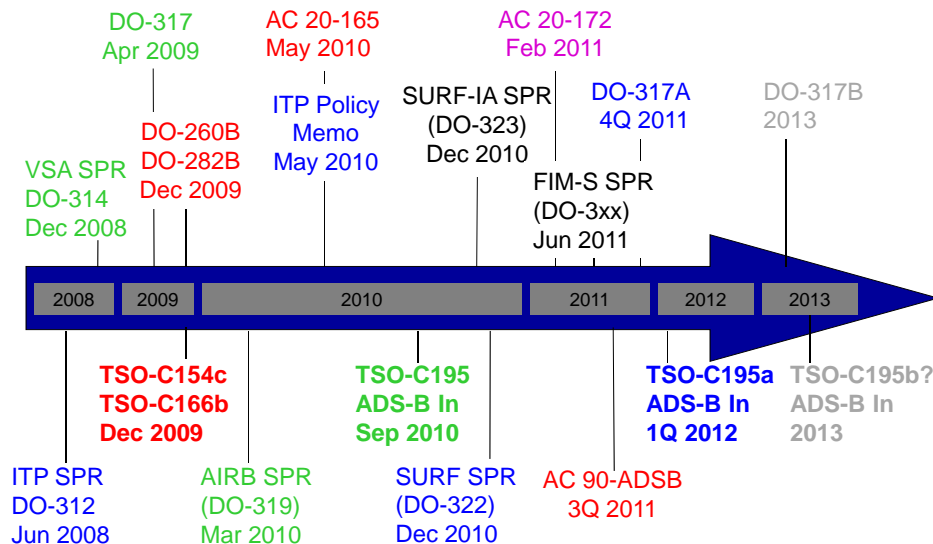 DO-317
Apr 2009
AC 20-165
May 2010
AC 20-172
Feb 2011
ITP Policy
Memo
May 2010
SURF-IA SPR
(DO-323)
Dec 2010
DO-317A
4Q 2011
DO-317B
2013
DO-260B
DO-282B
Dec 2009
VSA SPR
DO-314
Dec 2008
FIM-S SPR
(DO-3xx)
Jun 2011
2008
2009
2010
2011
2012
2013
TSO-C154c
TSO-C166b
Dec 2009
TSO-C195
ADS-B In
Sep 2010
TSO-C195a
ADS-B In
1Q 2012
TSO-C195b?
ADS-B In
2013
ITP SPR
DO-312
Jun 2008
AIRB SPR
(DO-319)
Mar 2010
SURF SPR
(DO-322)
Dec 2010
AC 90-ADSB
3Q 2011